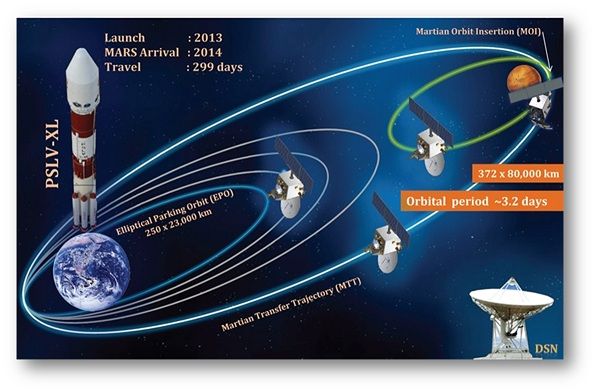 Launch : 2013
MARS Arrival : 2014
Travel : 299 days
Martian Orbit Insertion (MOI)
PSLV-XL
372 x 80,000 km
Orbital period ~3.2 days
Elliptical Parking Orbit (EPO)
250 x 23,000 km
Martian Transfer Trajectory (MTT)
DSN